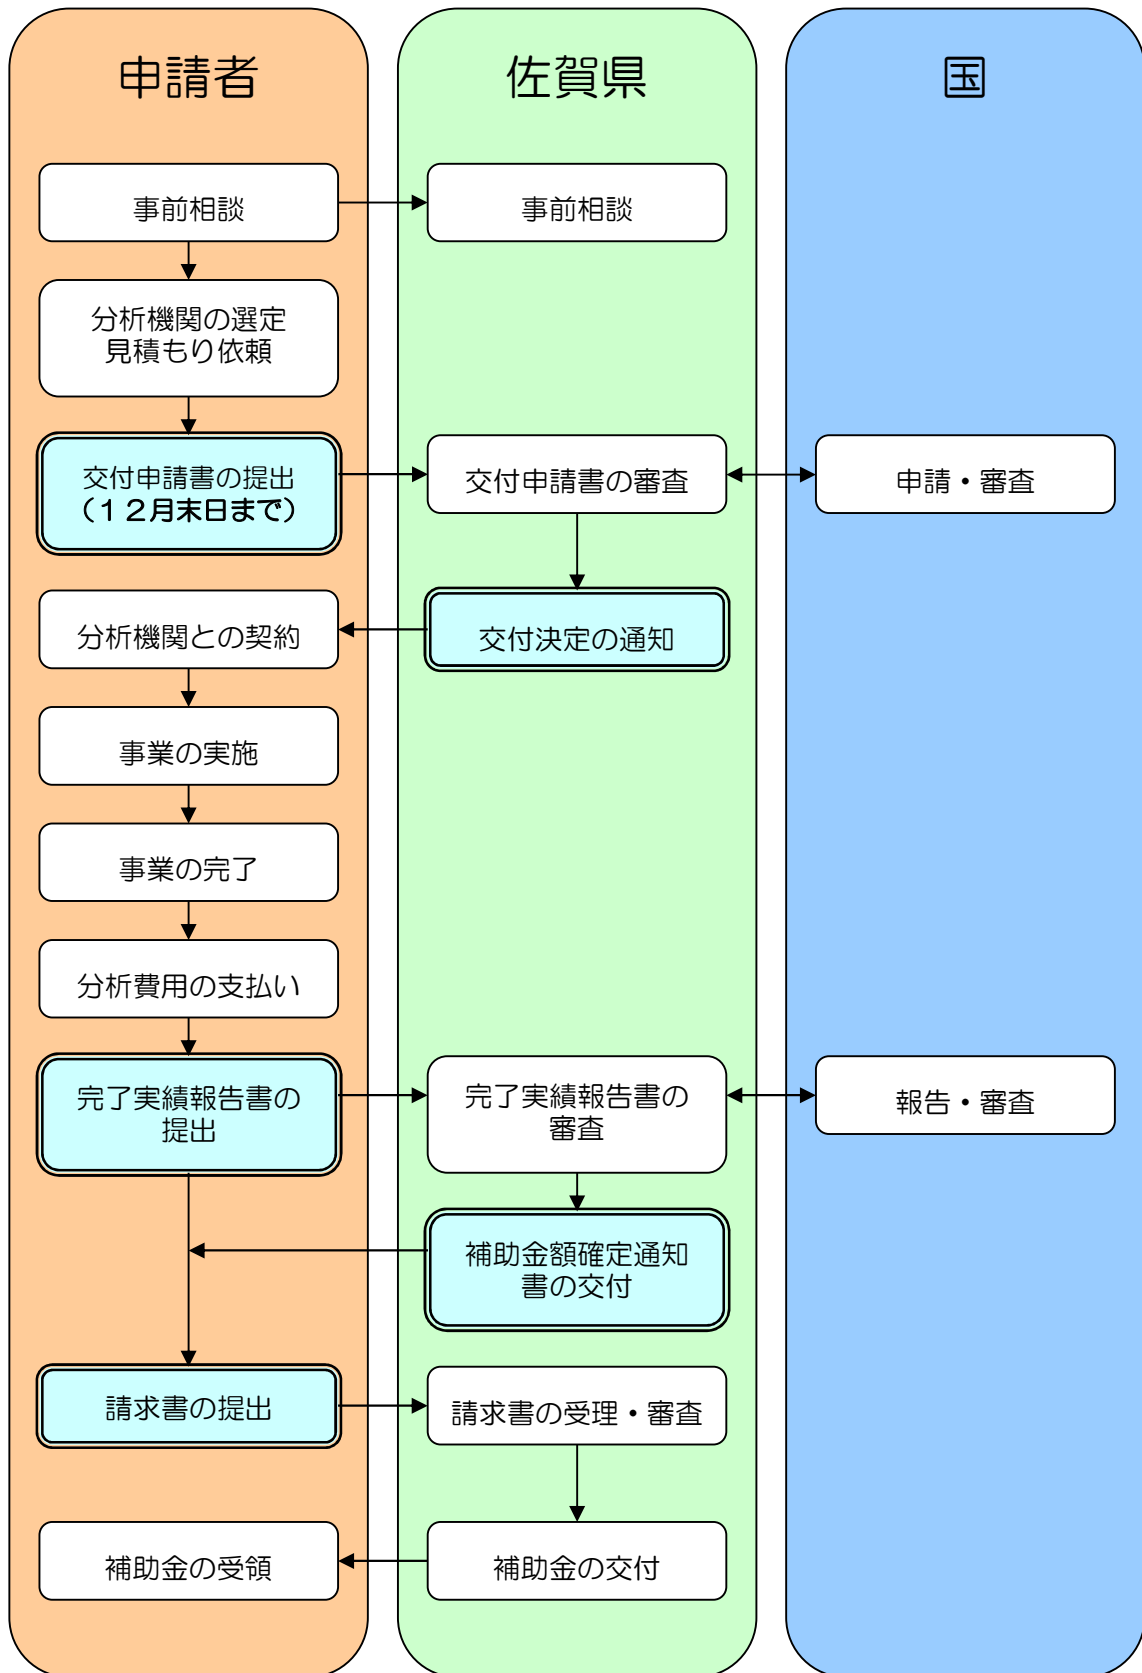 申請者
佐賀県
国
事前相談
事前相談
分析機関の選定
見積もり依頼
交付申請書の提出
（１２月末日まで）
交付申請書の審査
申請・審査
交付決定の通知
分析機関との契約
事業の実施
事業の完了
分析費用の支払い
完了実績報告書の
提出
完了実績報告書の
審査
報告・審査
補助金額確定通知
書の交付
請求書の提出
請求書の受理・審査
補助金の受領
補助金の交付